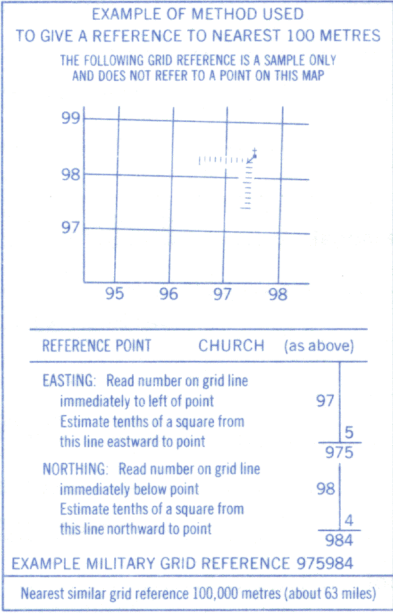 EXAMPLE OF METHOD USED
TO GIVE A REFERENCE TO NEAREST 100 METRES
THE FOLLOWING GRID REFERENCE IS A SAMPLE ONLY
AND DOES NOT REFER TO A POINT ON THIS MAP
99
98
97
95 96 97 98
REFERENCE POINT CHURCH (as above)
EASTING: Read number on grid line
immediately to left of point 97
Estimate tenths of a square from
this line eastward to point 5
975
NORTHING: Read number on grid line
immediately below point 98
Estimate tenths of a square from
this line northward to point 4
984
EXAMPLE MILITARY GRID REFERENCE 975984
Nearest similar grid reference 100,000 metres (about 63 miles)